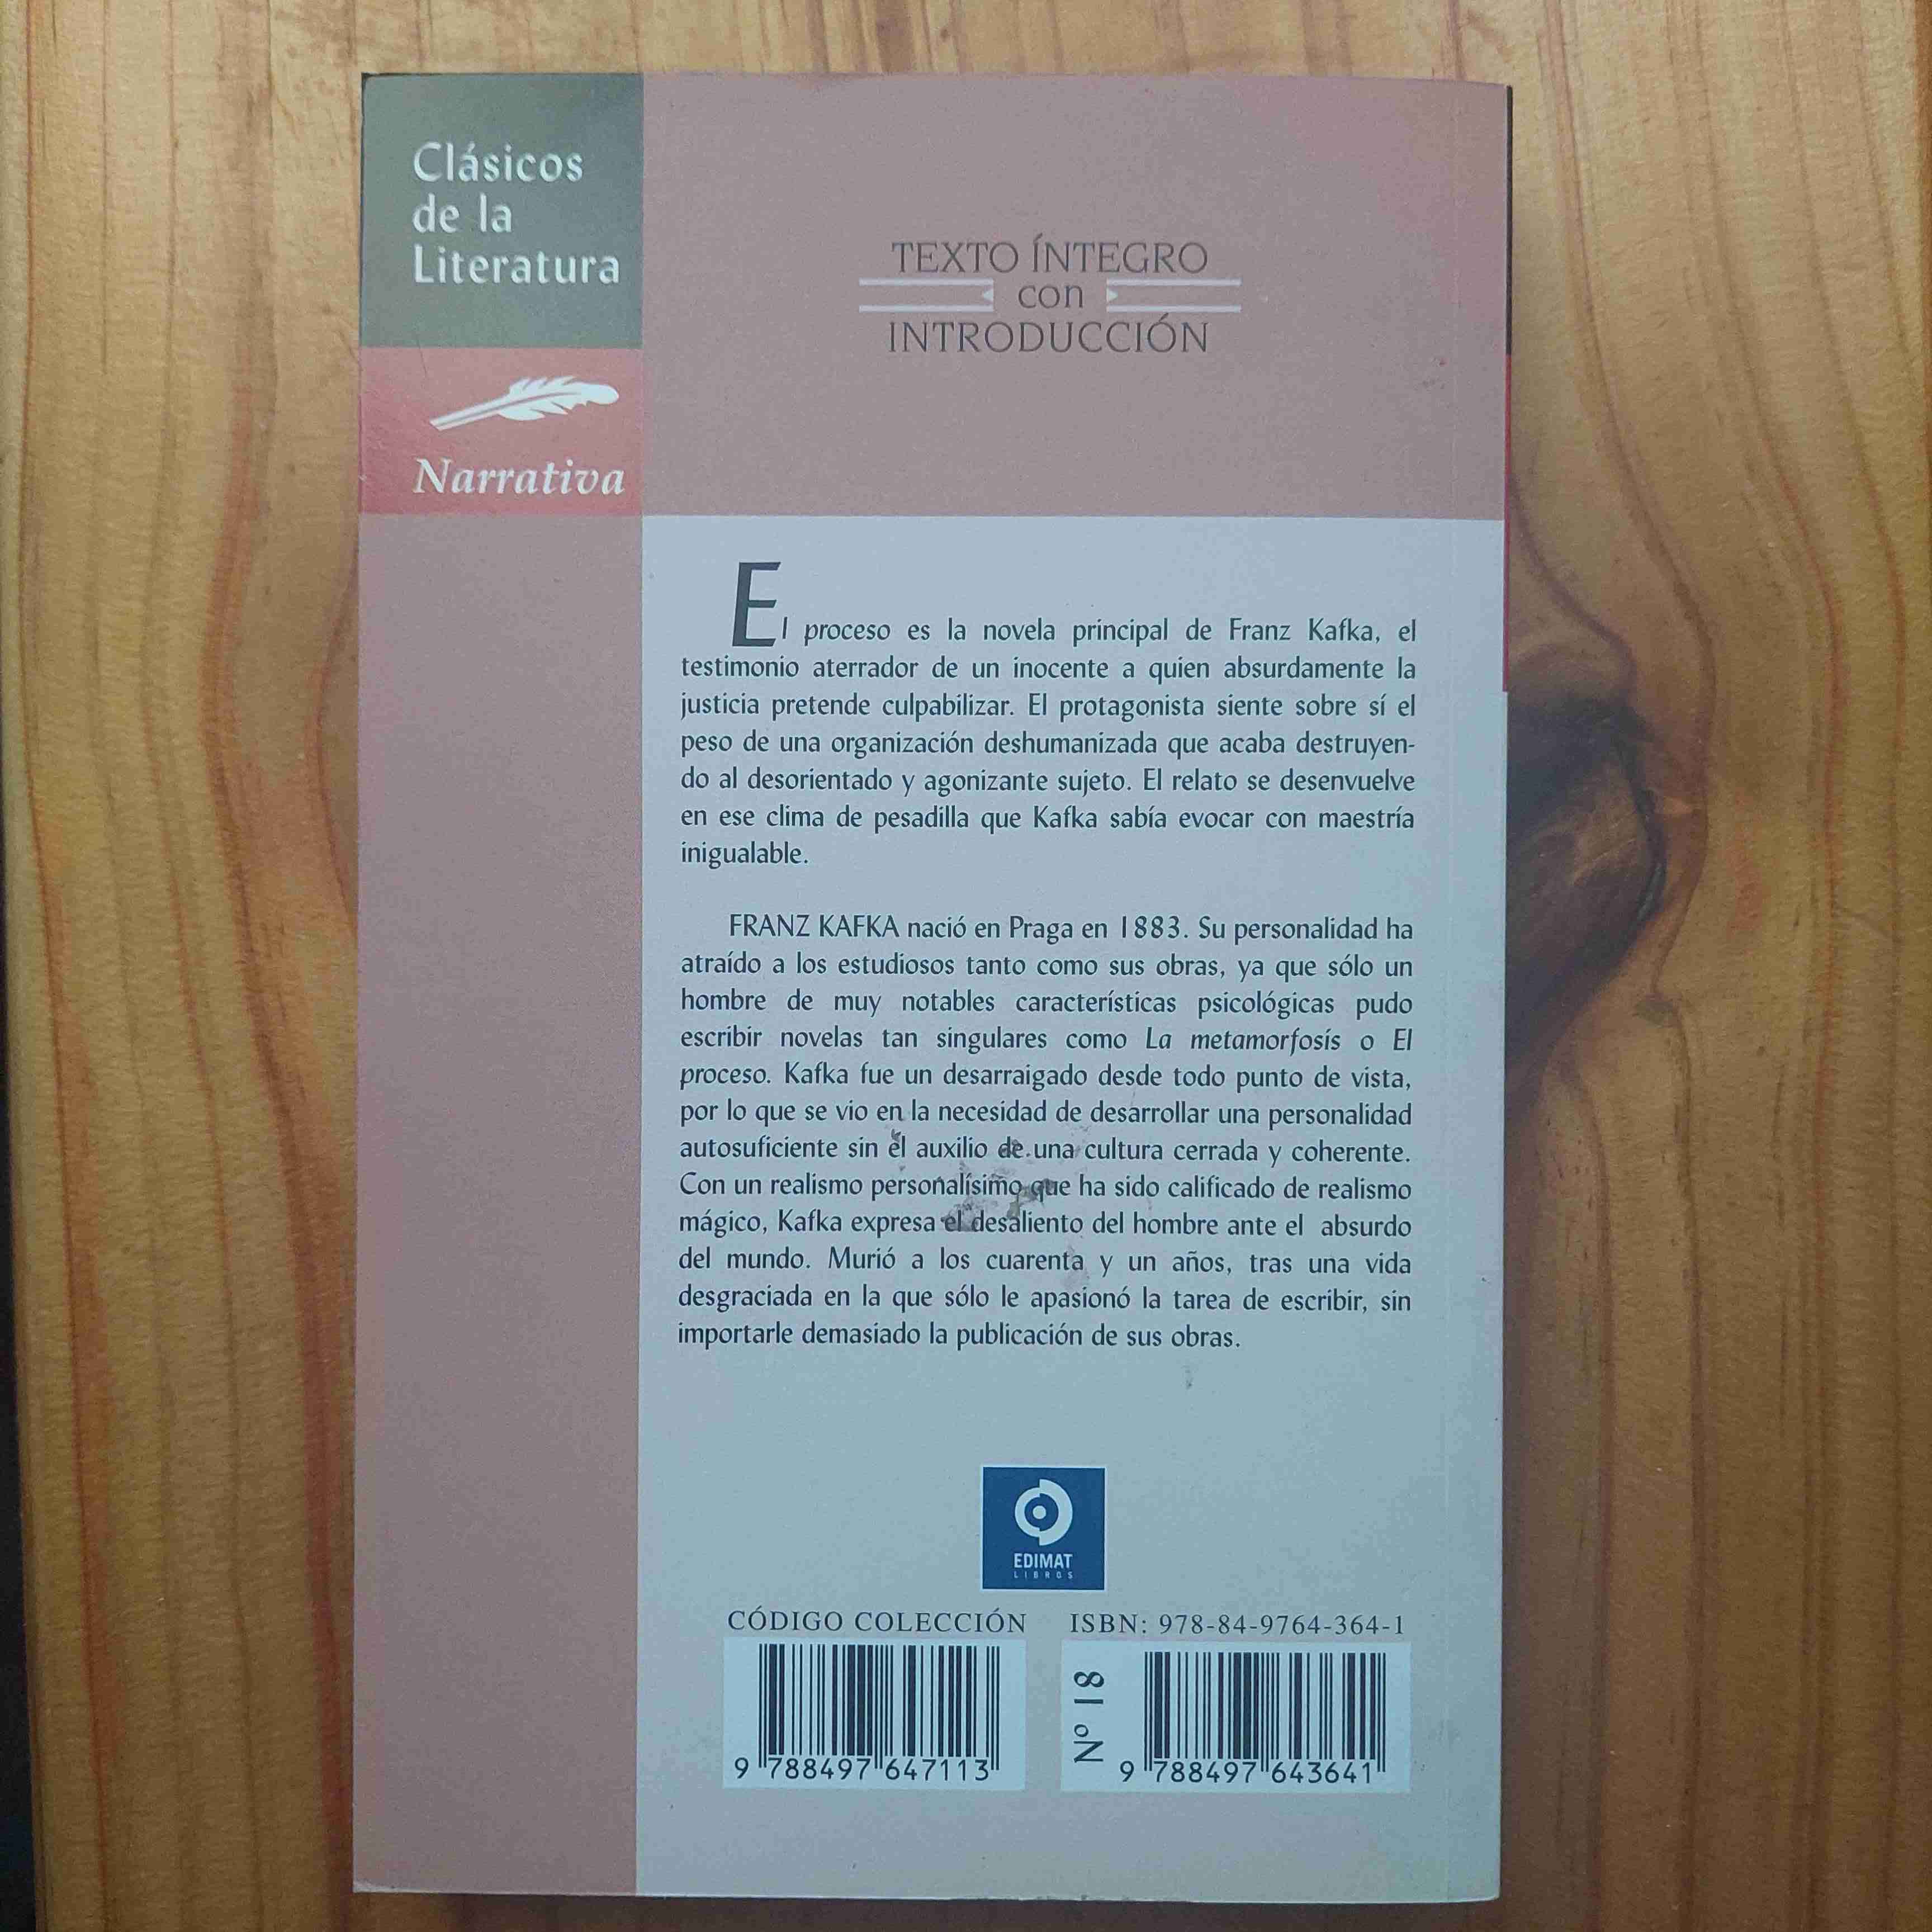 Clásicos
de la
Literatura
Narrativa
TEXTO ÍNTEGRO
con
INTRODUCCIÓN
El proceso es la novela principal de Franz Kafka, el
testimonio aterrador de un inocente a quien absurdamente la
justicia pretende culpabilizar. El protagonista siente sobre sí el
peso de una organización deshumanizada que acaba destruyen-
do al desorientado y agonizante sujeto. El relato se desenvuelve
en ese clima de pesadilla que Kafka sabía evocar con maestría
inigualable.
FRANZ KAFKA nació en Praga en 1883. Su personalidad ha
atraído a los estudiosos tanto como sus obras, ya que sólo un
hombre de muy notables características psicológicas pudo
escribir novelas tan singulares como La metamorfosis o El
proceso. Kafka fue un desarraigado desde todo punto de vista,
por lo que se vio en la necesidad de desarrollar una personalidad
autosuficiente sin el auxilio de una cultura cerrada y coherente.
Con un realismo personalísimo que ha sido calificado de realismo
mágico, Kafka expresa el desaliento del hombre ante el absurdo
del mundo. Murió a los cuarenta y un años, tras una vida
desgraciada en la que sólo le apasionó la tarea de escribir, sin
importarle demasiado la publicación de sus obras.
EDIMAT
LIBROS
CÓDIGO COLECCIÓN
9 788497 647113
ISBN: 978-84-9764-364-1
Nº 18
9 788497 643641